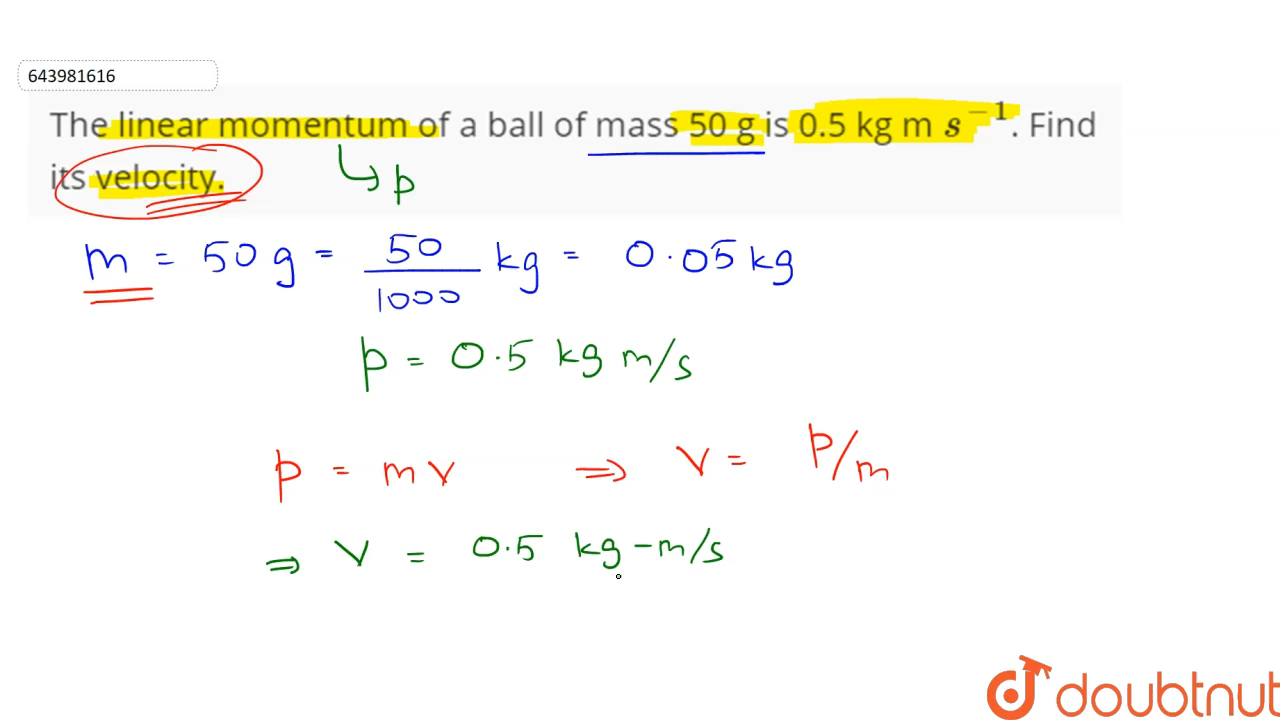 643981616
The linear momentum of a ball of mass 50 g is 0.5 kg m s⁻¹. Find
its velocity.
p
m = 50 g = 50/1000 kg = 0.05 kg
p = 0.5 kg m/s
p = mv ⇒ v = p/m
⇒ v = 0.5 kg-m/s
doubtnut